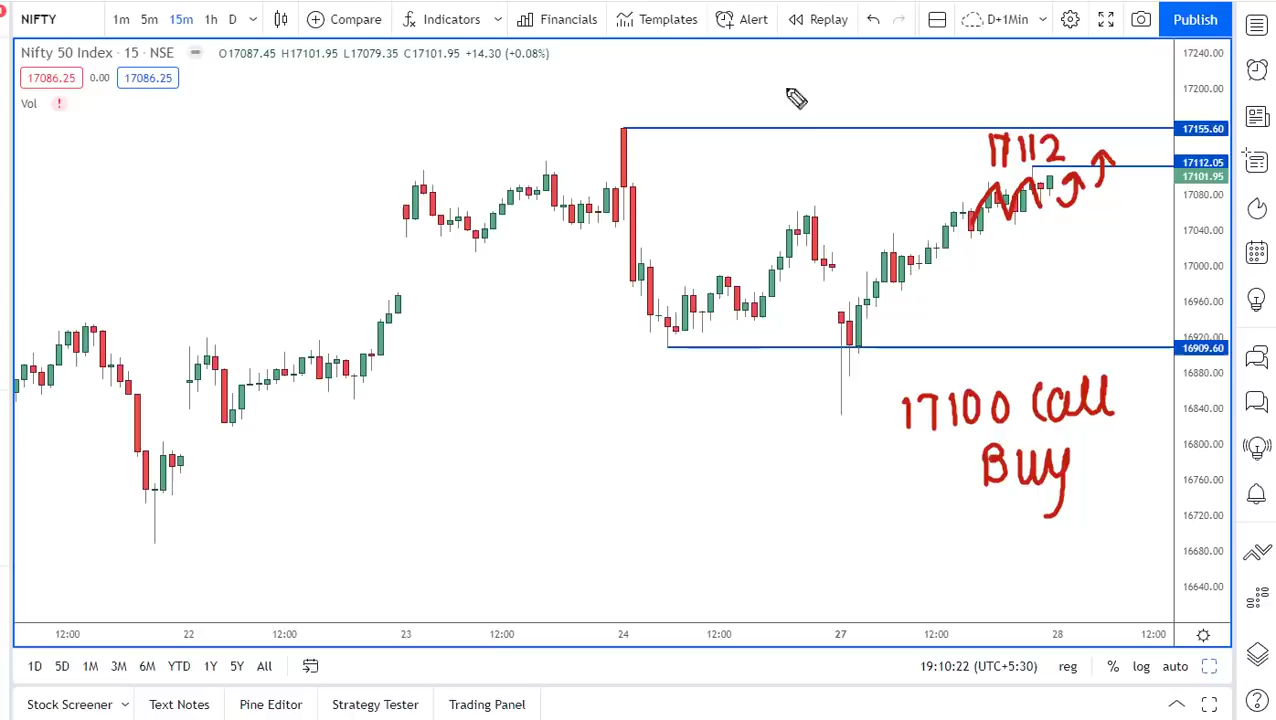 NIFTY 1m 5m 15m 1h D Compare Indicators Financials Templates Alert Replay D+1Min Publish
Nifty 50 Index · 15 · NSE O17087.45 H17101.95 L17079.35 C17101.95 +14.30 (+0.08%)
17086.25 0.00 17086.25
Vol !
17240.00
17200.00
17155.60
17112
17112.05
17101.95
17080.00
17040.00
17000.00
16960.00
16920.00
16909.60
16880.00
17100 Call
16840.00
16800.00
Buy
16760.00
16720.00
16680.00
16640.00
12:00 22 12:00 23 12:00 24 12:00 27 12:00 28 12:00
1D 5D 1M 3M 6M YTD 1Y 5Y All 19:10:22 (UTC+5:30) reg % log auto
Stock Screener Text Notes Pine Editor Strategy Tester Trading Panel